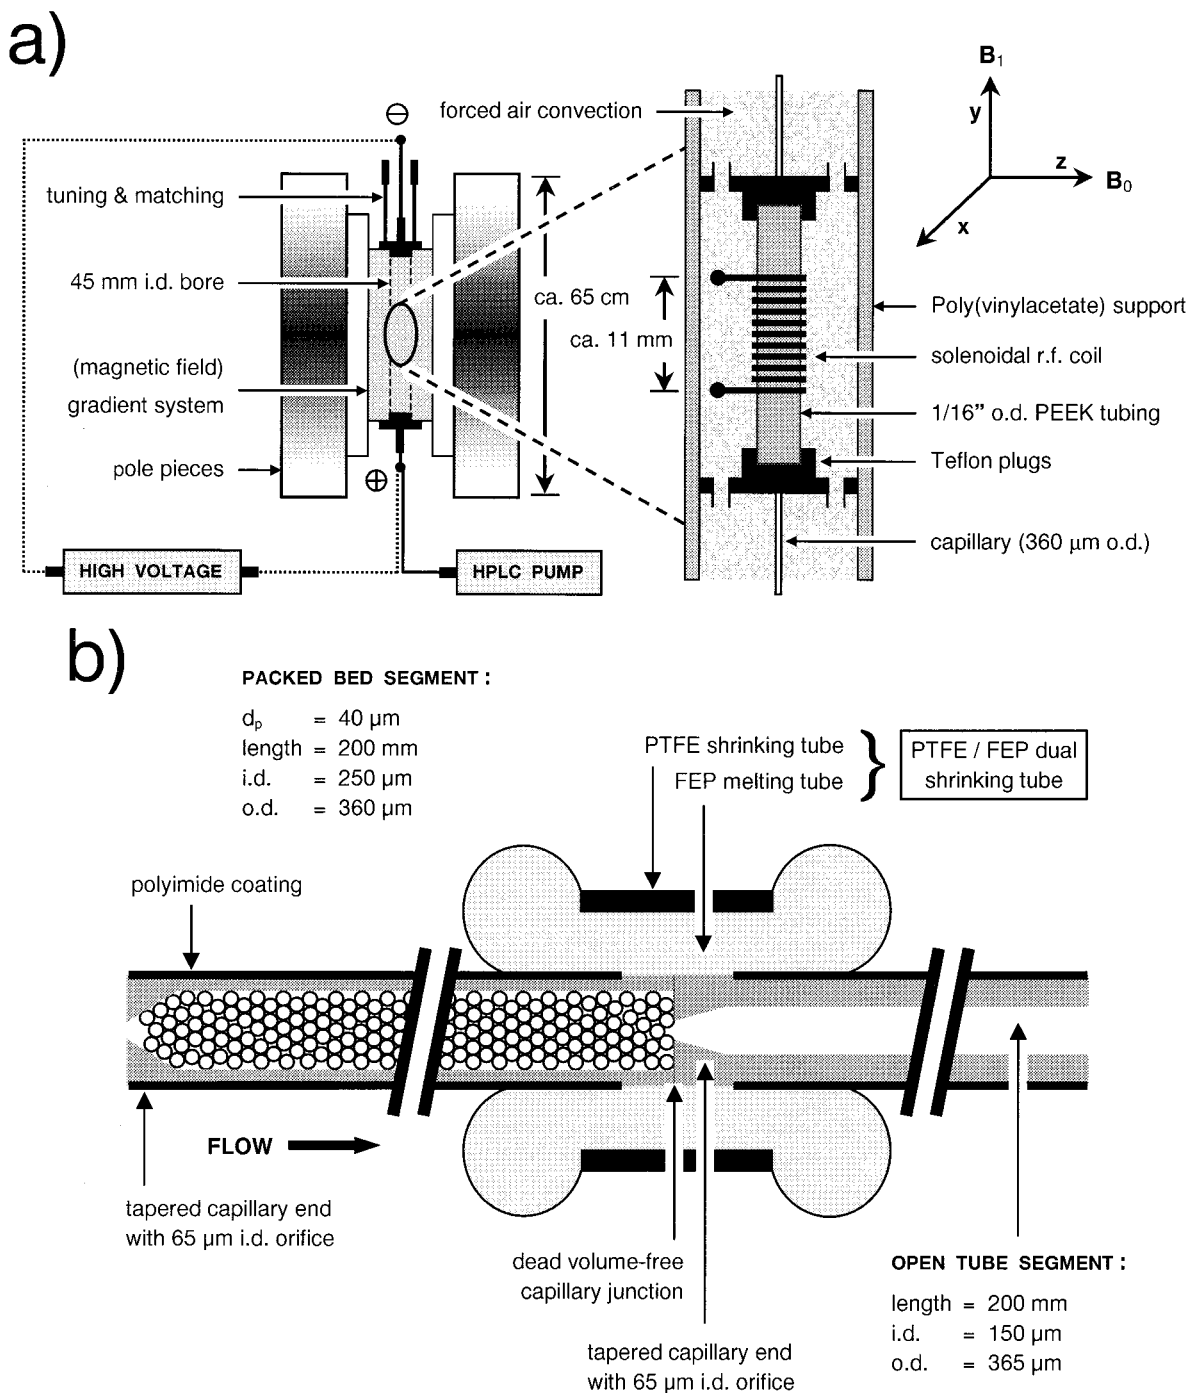 a)
forced air convection
B1
y
z
B0
x
⊖
tuning & matching
45 mm i.d. bore
ca. 65 cm
ca. 11 mm
(magnetic field)
gradient system
pole pieces
⊕
Poly(vinylacetate) support
solenoidal r.f. coil
1/16" o.d. PEEK tubing
Teflon plugs
capillary (360 µm o.d.)
HIGH VOLTAGE
HPLC PUMP
b)
PACKED BED SEGMENT :
dp = 40 µm
length = 200 mm
i.d. = 250 µm
o.d. = 360 µm
PTFE shrinking tube
FEP melting tube
}
PTFE / FEP dual
shrinking tube
polyimide coating
FLOW
tapered capillary end
with 65 µm i.d. orifice
dead volume-free
capillary junction
tapered capillary end
with 65 µm i.d. orifice
OPEN TUBE SEGMENT :
length = 200 mm
i.d. = 150 µm
o.d. = 365 µm